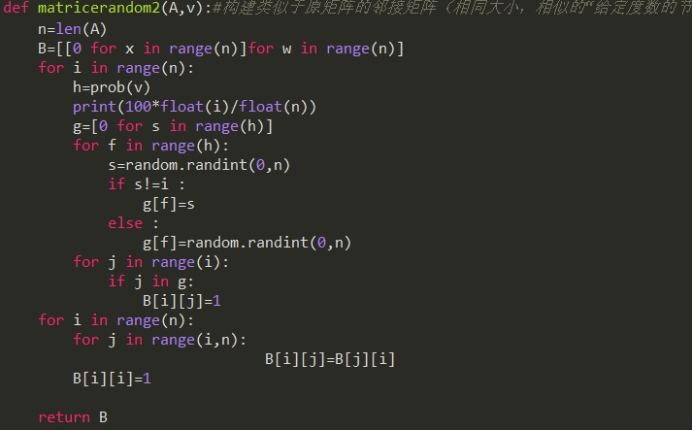 def matricerandom2(A,v):#构建类似于原矩阵的邻接矩阵（相同大小，相似的“给定度数的节
    n=len(A)
    B=[[0 for x in range(n)]for w in range(n)]
    for i in range(n):
        h=prob(v)
        print(100*float(i)/float(n))
        g=[0 for s in range(h)]
        for f in range(h):
            s=random.randint(0,n)
            if s!=i :
                g[f]=s
            else :
                g[f]=random.randint(0,n)
        for j in range(i):
            if j in g:
                B[i][j]=1
    for i in range(n):
        for j in range(i,n):
                              B[i][j]=B[j][i]
        B[i][i]=1
    return B